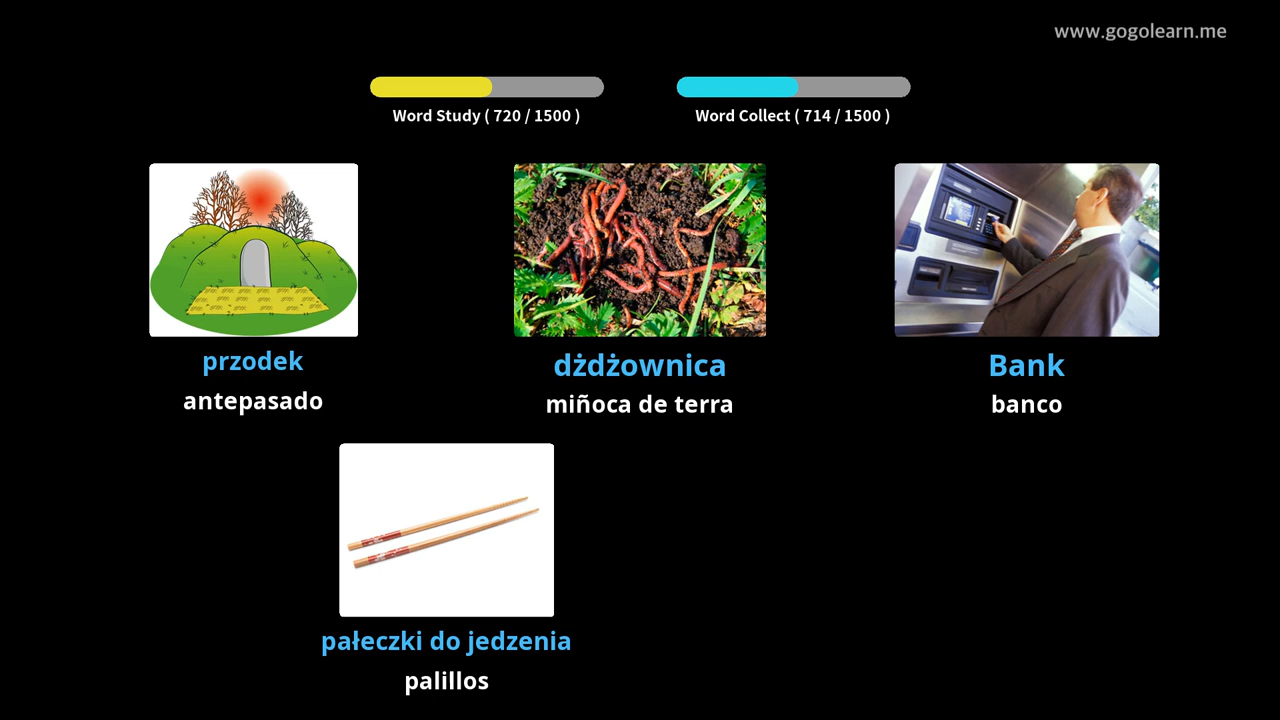 www.gogolearn.me
Word Study ( 720 / 1500 )
Word Collect ( 714 / 1500 )
przodek
antepasado
dżdżownica
miñoca de terra
Bank
banco
pałeczki do jedzenia
palillos